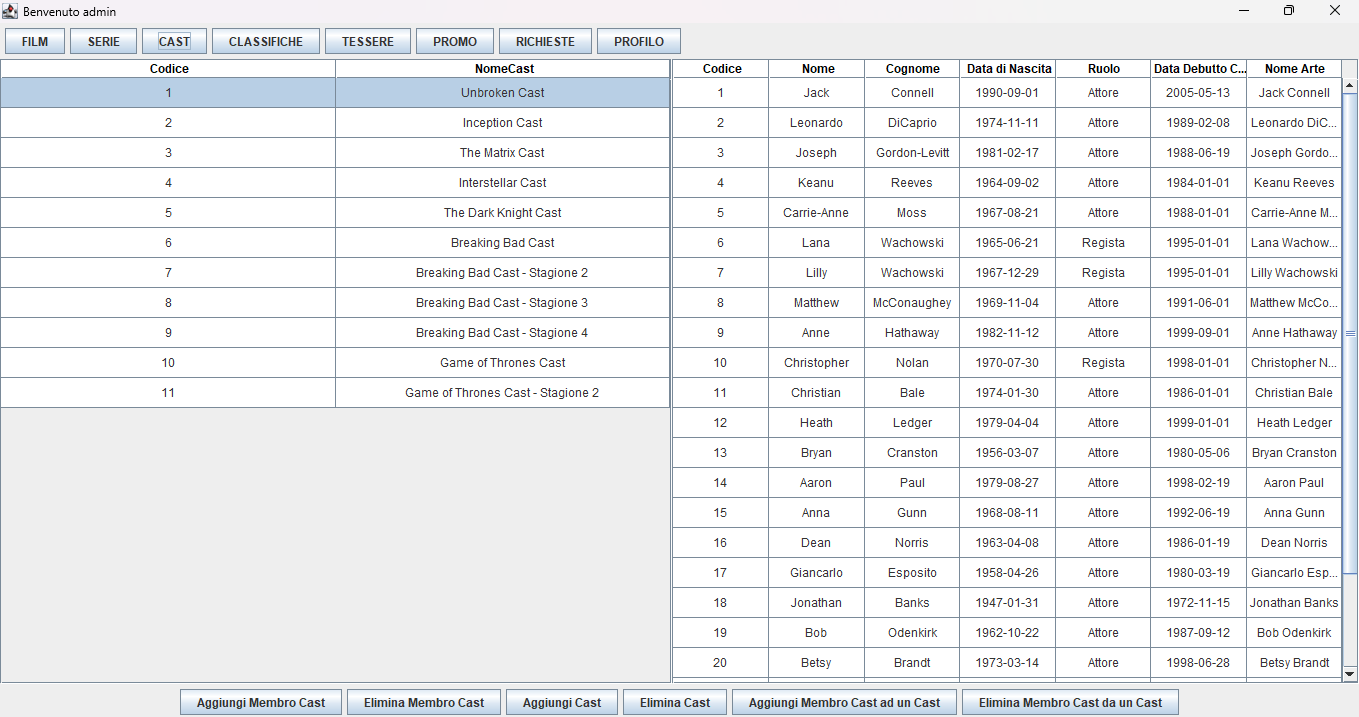 Benvenuto admin
FILM SERIE CAST CLASSIFICHE TESSERE PROMO RICHIESTE PROFILO
Codice NomeCast
1 Unbroken Cast
2 Inception Cast
3 The Matrix Cast
4 Interstellar Cast
5 The Dark Knight Cast
6 Breaking Bad Cast
7 Breaking Bad Cast - Stagione 2
8 Breaking Bad Cast - Stagione 3
9 Breaking Bad Cast - Stagione 4
10 Game of Thrones Cast
11 Game of Thrones Cast - Stagione 2
Codice Nome Cognome Data di Nascita Ruolo Data Debutto C... Nome Arte
1 Jack Connell 1990-09-01 Attore 2005-05-13 Jack Connell
2 Leonardo DiCaprio 1974-11-11 Attore 1989-02-08 Leonardo DiC...
3 Joseph Gordon-Levitt 1981-02-17 Attore 1988-06-19 Joseph Gordo...
4 Keanu Reeves 1964-09-02 Attore 1984-01-01 Keanu Reeves
5 Carrie-Anne Moss 1967-08-21 Attore 1988-01-01 Carrie-Anne M...
6 Lana Wachowski 1965-06-21 Regista 1995-01-01 Lana Wachow...
7 Lilly Wachowski 1967-12-29 Regista 1995-01-01 Lilly Wachowski
8 Matthew McConaughey 1969-11-04 Attore 1991-06-01 Matthew McCo...
9 Anne Hathaway 1982-11-12 Attore 1999-09-01 Anne Hathaway
10 Christopher Nolan 1970-07-30 Regista 1998-01-01 Christopher N...
11 Christian Bale 1974-01-30 Attore 1986-01-01 Christian Bale
12 Heath Ledger 1979-04-04 Attore 1999-01-01 Heath Ledger
13 Bryan Cranston 1956-03-07 Attore 1980-05-06 Bryan Cranston
14 Aaron Paul 1979-08-27 Attore 1998-02-19 Aaron Paul
15 Anna Gunn 1968-08-11 Attore 1992-06-19 Anna Gunn
16 Dean Norris 1963-04-08 Attore 1986-01-19 Dean Norris
17 Giancarlo Esposito 1958-04-26 Attore 1980-03-19 Giancarlo Esp...
18 Jonathan Banks 1947-01-31 Attore 1972-11-15 Jonathan Banks
19 Bob Odenkirk 1962-10-22 Attore 1987-09-12 Bob Odenkirk
20 Betsy Brandt 1973-03-14 Attore 1998-06-28 Betsy Brandt
Aggiungi Membro Cast Elimina Membro Cast Aggiungi Cast Elimina Cast Aggiungi Membro Cast ad un Cast Elimina Membro Cast da un Cast